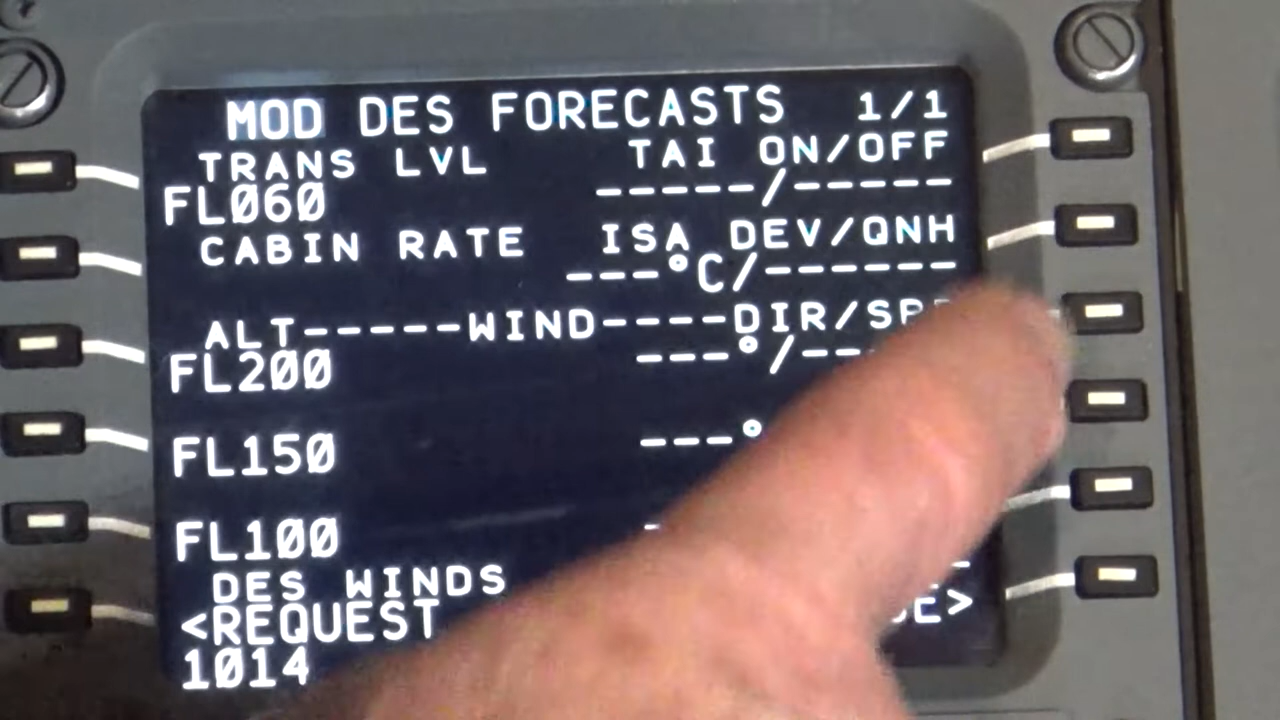 MOD DES FORECASTS 1/1
TRANS LVL TAI ON/OFF
FL060 -----/-----
CABIN RATE ISA DEV/QNH
---°C/------
ALT-----WIND----DIR/SP
FL200 ---°/--
FL150 ---°
FL100
DES WINDS
<REQUEST E>
1014